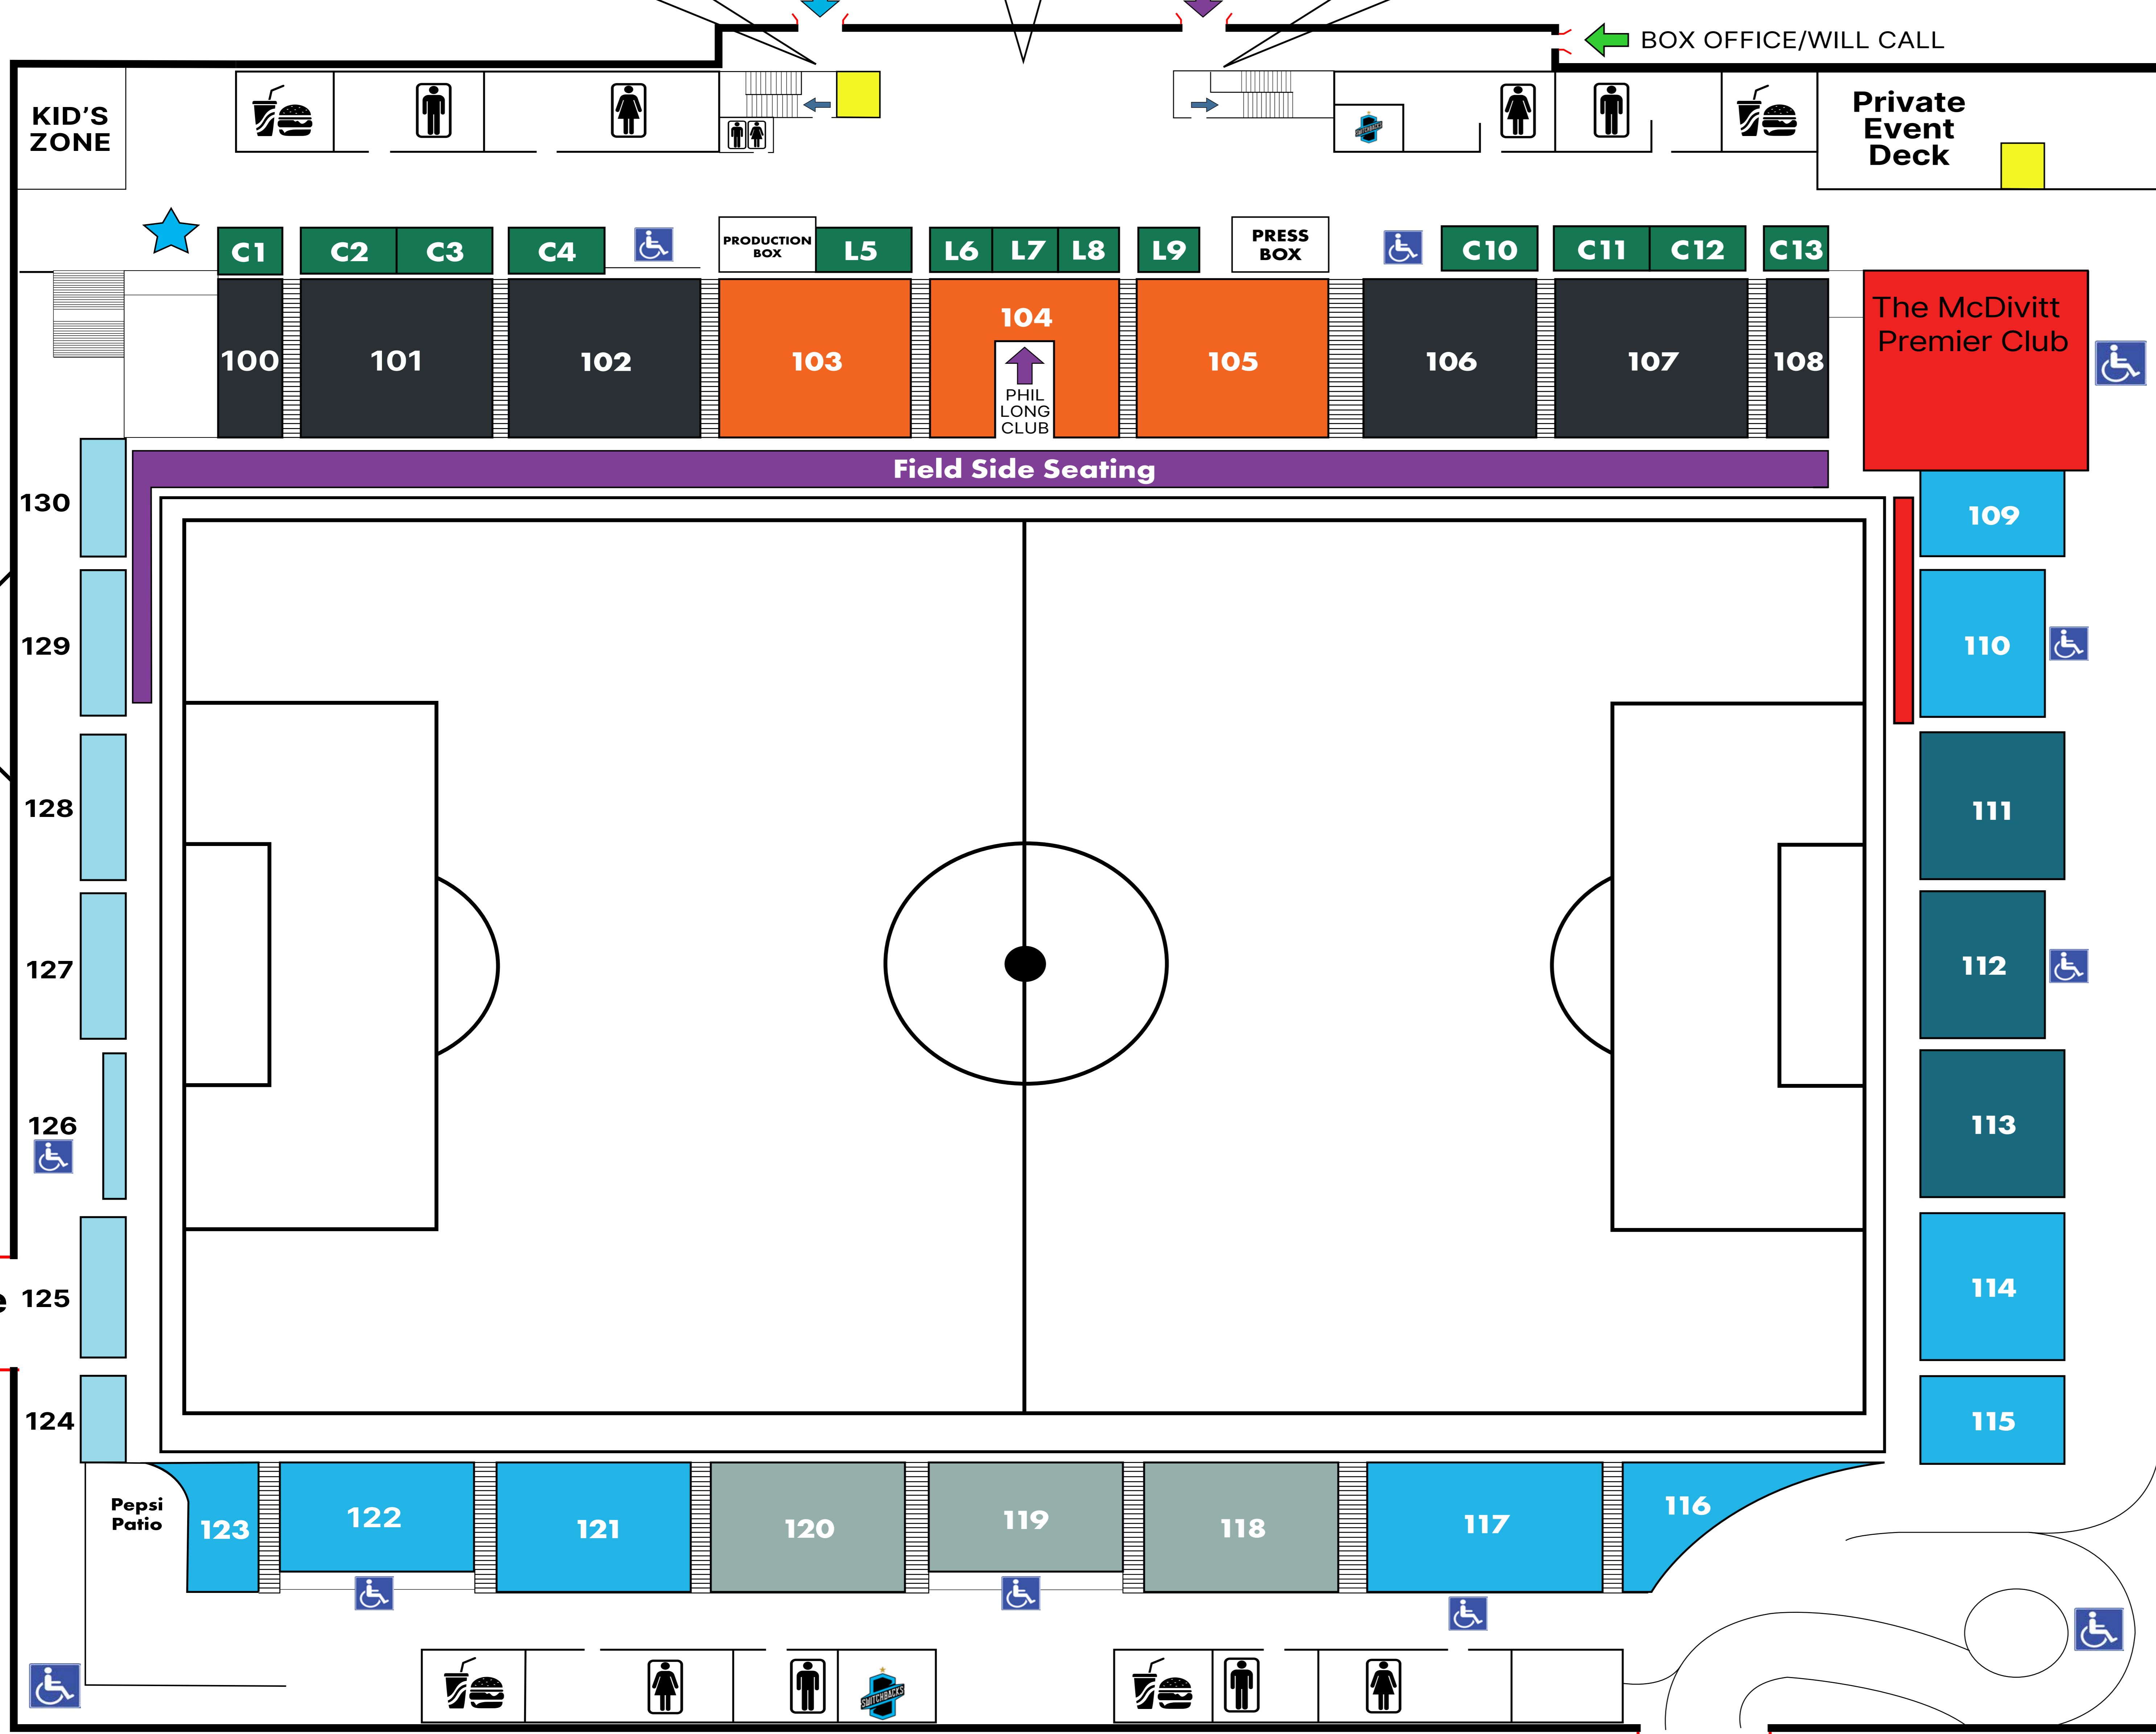 BOX OFFICE/WILL CALL
KID'S
ZONE
Private
Event
Deck
SWITCHBACKS
C1
C2
C3
C4
PRODUCTION
BOX
L5
L6
L7
L8
L9
PRESS
BOX
C10
C11
C12
C13
100
101
102
103
104
PHIL
LONG
CLUB
105
106
107
108
The McDivitt
Premier Club
Field Side Seating
130
109
129
110
128
111
127
112
126
113
e
125
114
124
115
Pepsi
Patio
123
122
121
120
119
118
117
116
SWITCHBACKS